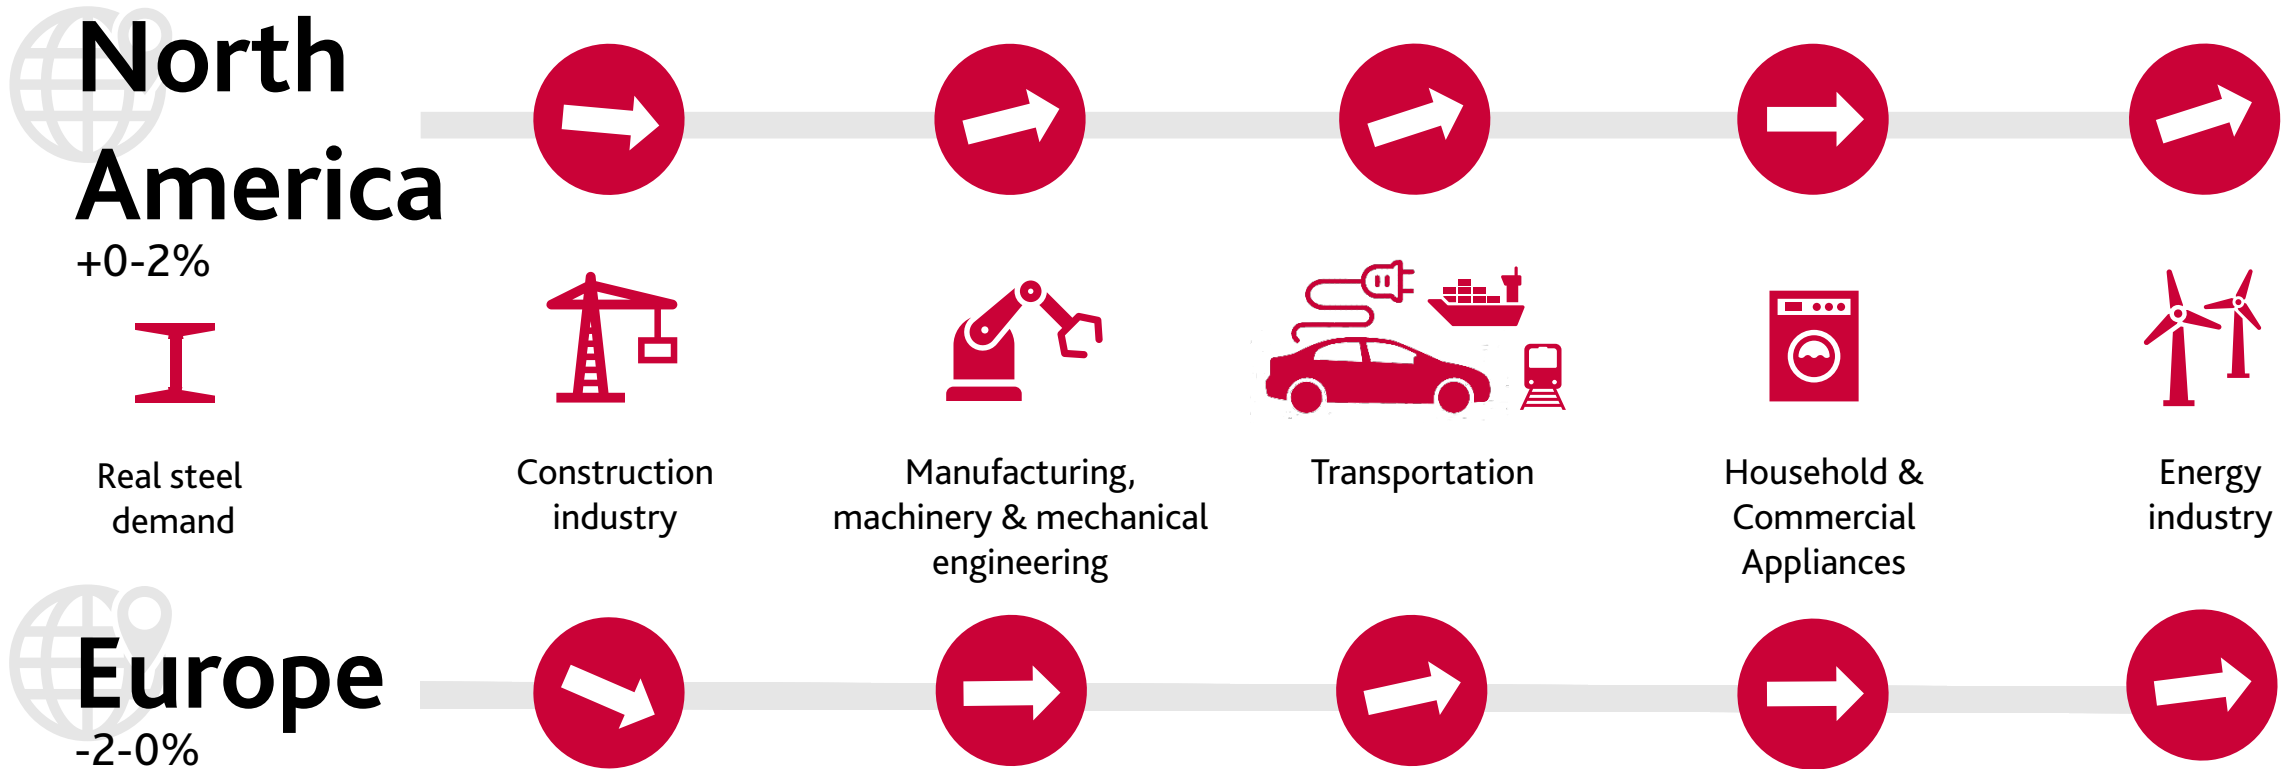 North
America
+0-2%
Real steel
demand
Construction
industry
Manufacturing,
machinery & mechanical
engineering
Transportation
Household &
Commercial
Appliances
Energy
industry
Europe
-2-0%